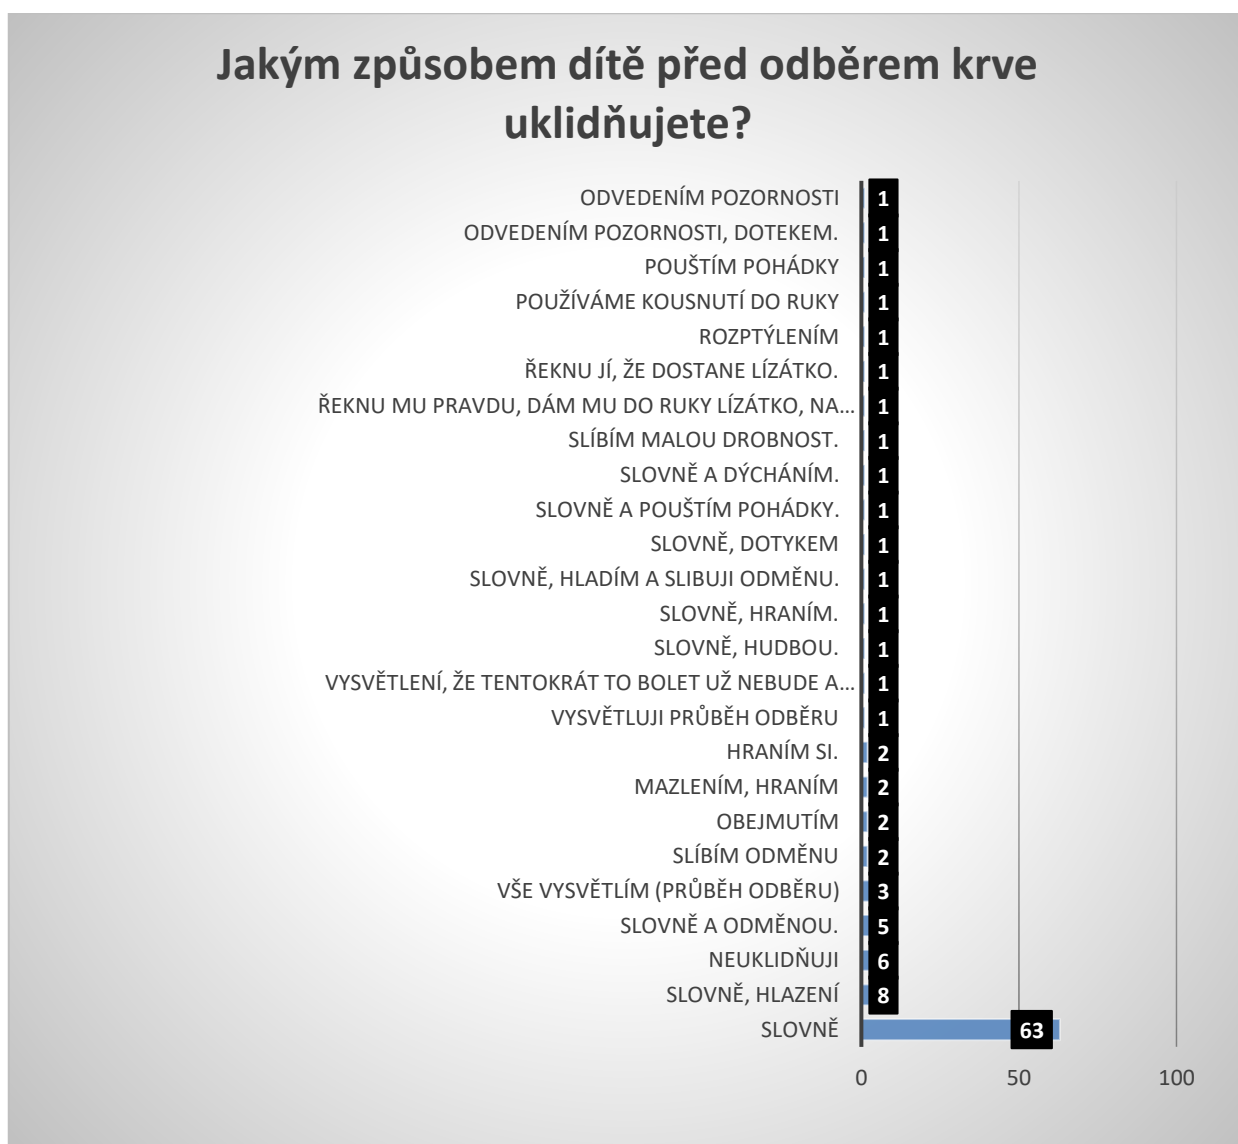 Jakým způsobem dítě před odběrem krve
uklidňujete?
ODVEDENÍM POZORNOSTI 1
ODVEDENÍM POZORNOSTI, DOTEKEM. 1
POUŠTÍM POHÁDKY 1
POUŽÍVÁME KOUSNUTÍ DO RUKY 1
ROZPTÝLENÍM 1
ŘEKNU JÍ, ŽE DOSTANE LÍZÁTKO. 1
ŘEKNU MU PRAVDU, DÁM MU DO RUKY LÍZÁTKO, NA… 1
SLÍBÍM MALOU DROBNOST. 1
SLOVNĚ A DÝCHÁNÍM. 1
SLOVNĚ A POUŠTÍM POHÁDKY. 1
SLOVNĚ, DOTYKEM 1
SLOVNĚ, HLADÍM A SLIBUJI ODMĚNU. 1
SLOVNĚ, HRANÍM. 1
SLOVNĚ, HUDBOU. 1
VYSVĚTLENÍ, ŽE TENTOKRÁT TO BOLET UŽ NEBUDE A… 1
VYSVĚTLUJI PRŮBĚH ODBĚRU 1
HRANÍM SI. 2
MAZLENÍM, HRANÍM 2
OBEJMUTÍM 2
SLÍBÍM ODMĚNU 2
VŠE VYSVĚTLÍM (PRŮBĚH ODBĚRU) 3
SLOVNĚ A ODMĚNOU. 5
NEUKLIDŇUJI 6
SLOVNĚ, HLAZENÍ 8
SLOVNĚ 63
0 50 100